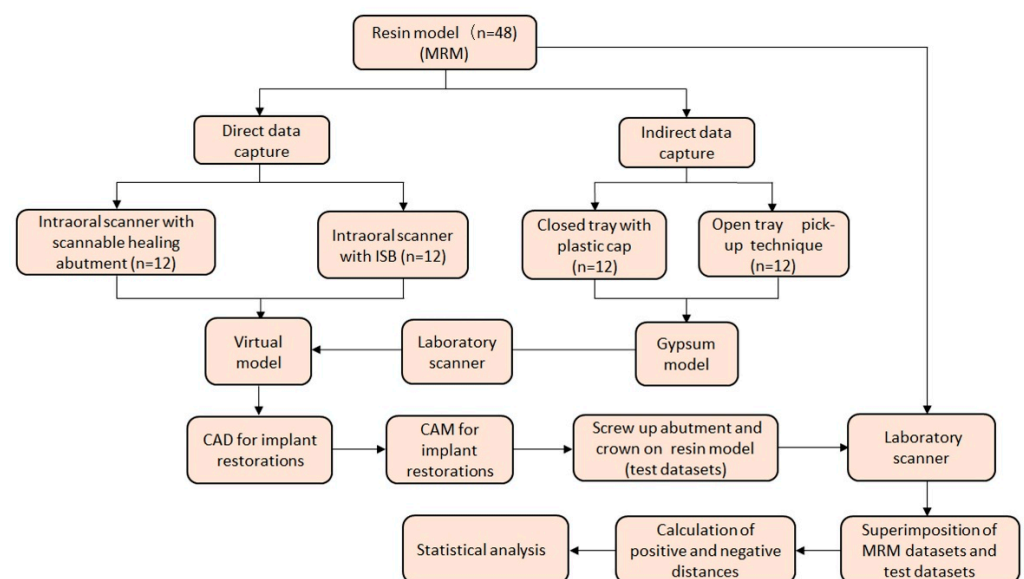 Resin model（n=48)
(MRM)
Direct data
capture
Indirect data
capture
Intraoral scanner with
scannable healing
abutment (n=12)
Intraoral scanner
with ISB (n=12)
Closed tray with
plastic cap
(n=12)
Open tray pick-
up technique
(n=12)
Virtual
model
Laboratory
scanner
Gypsum
model
CAD for implant
restorations
CAM for
implant
restorations
Screw up abutment and
crown on resin model
(test datasets)
Laboratory
scanner
Statistical analysis
Calculation of
positive and negative
distances
Superimposition of
MRM datasets and
test datasets